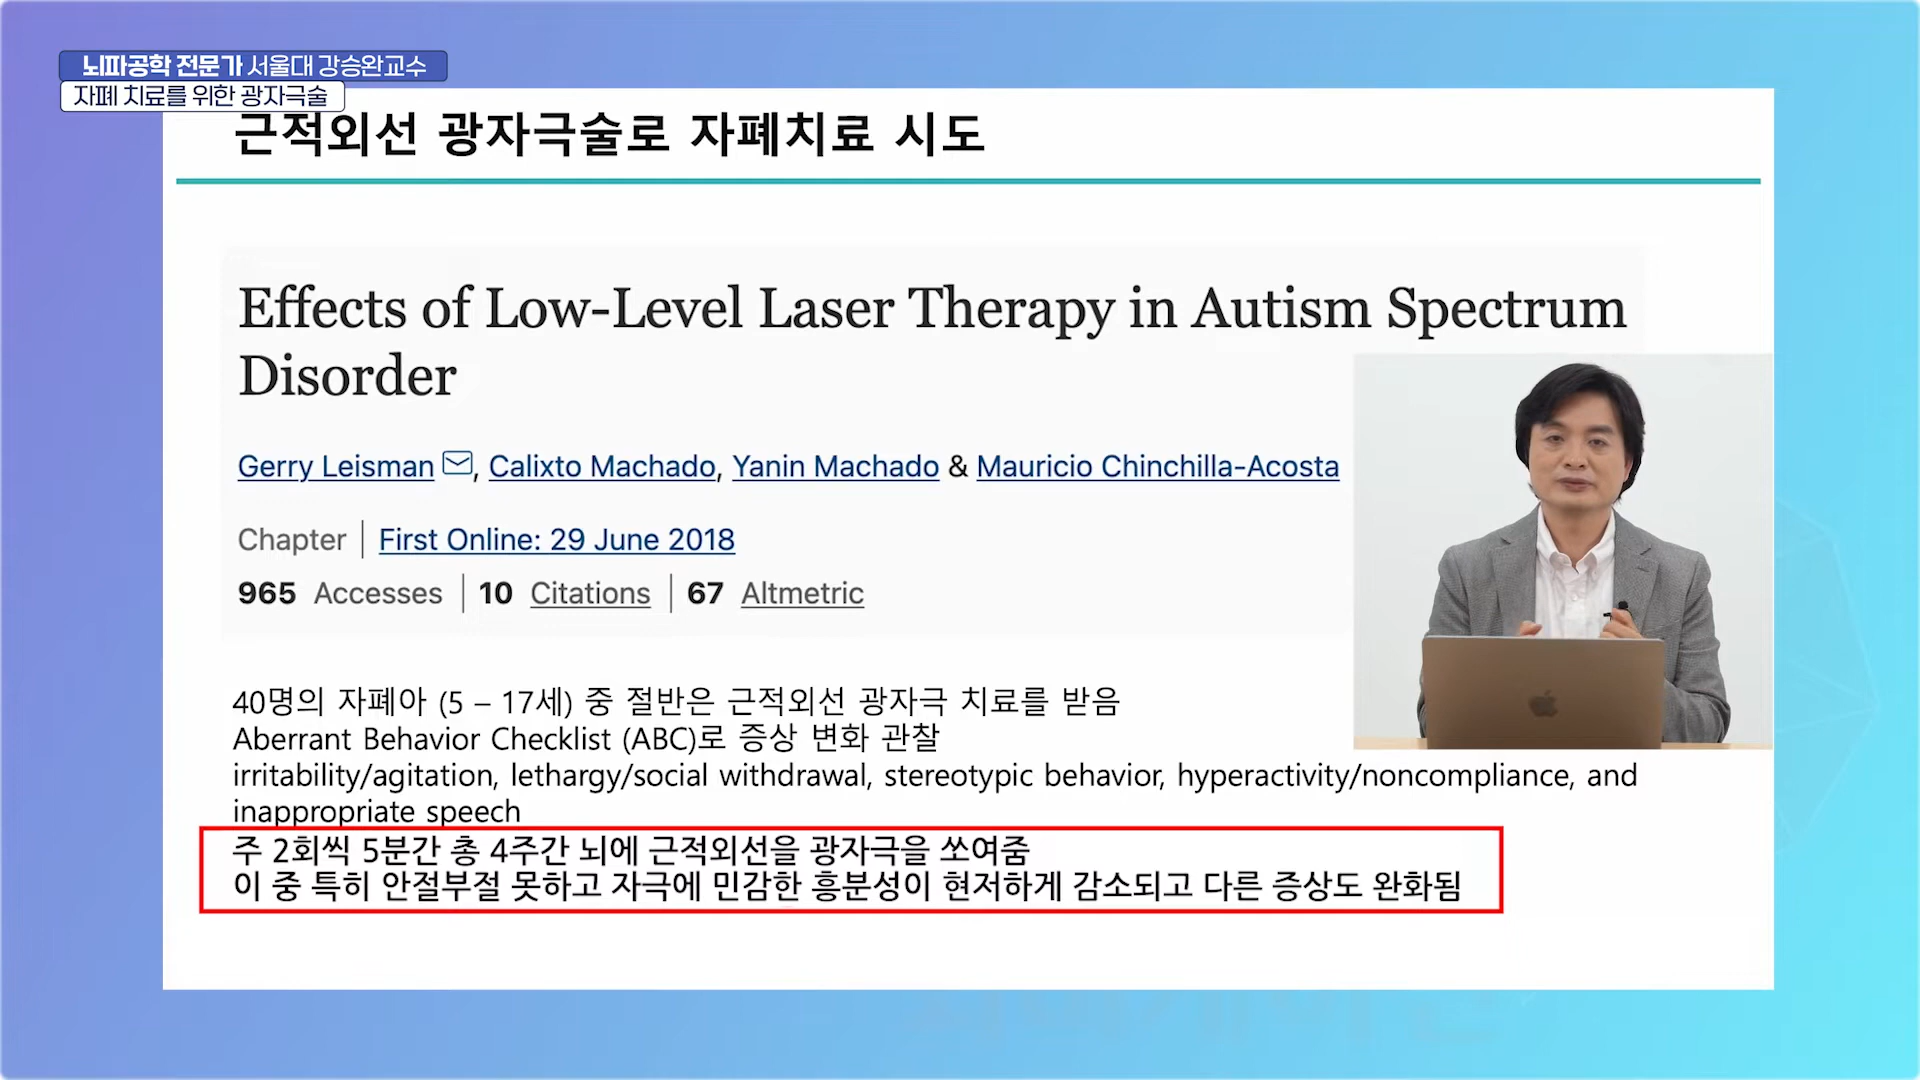 뇌파공학 전문가 서울대 강승완교수
자폐 치료를 위한 광자극술
근적외선 광자극술로 자폐치료 시도
Effects of Low-Level Laser Therapy in Autism Spectrum
Disorder
Gerry Leisman, Calixto Machado, Yanin Machado & Mauricio Chinchilla-Acosta
Chapter | First Online: 29 June 2018
965 Accesses | 10 Citations | 67 Altmetric
40명의 자폐아 (5 – 17세) 중 절반은 근적외선 광자극 치료를 받음
Aberrant Behavior Checklist (ABC)로 증상 변화 관찰
irritability/agitation, lethargy/social withdrawal, stereotypic behavior, hyperactivity/noncompliance, and
inappropriate speech
주 2회씩 5분간 총 4주간 뇌에 근적외선을 광자극을 쏘여줌
이 중 특히 안절부절 못하고 자극에 민감한 흥분성이 현저하게 감소되고 다른 증상도 완화됨